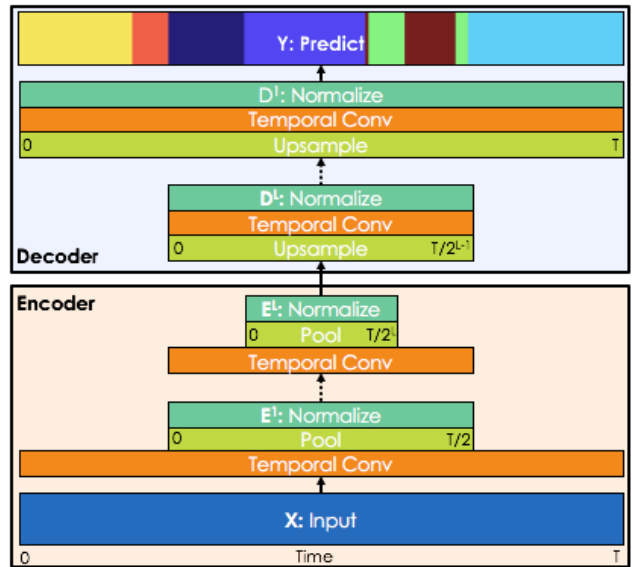 Y: Predict
D¹: Normalize
Temporal Conv
0 Upsample T
Dᴸ: Normalize
Temporal Conv
0 Upsample T/2ᴸ⁻¹
Decoder
Encoder
Eᴸ: Normalize
0 Pool T/2ᴸ
Temporal Conv
E¹: Normalize
0 Pool T/2
Temporal Conv
X: Input
0 Time T